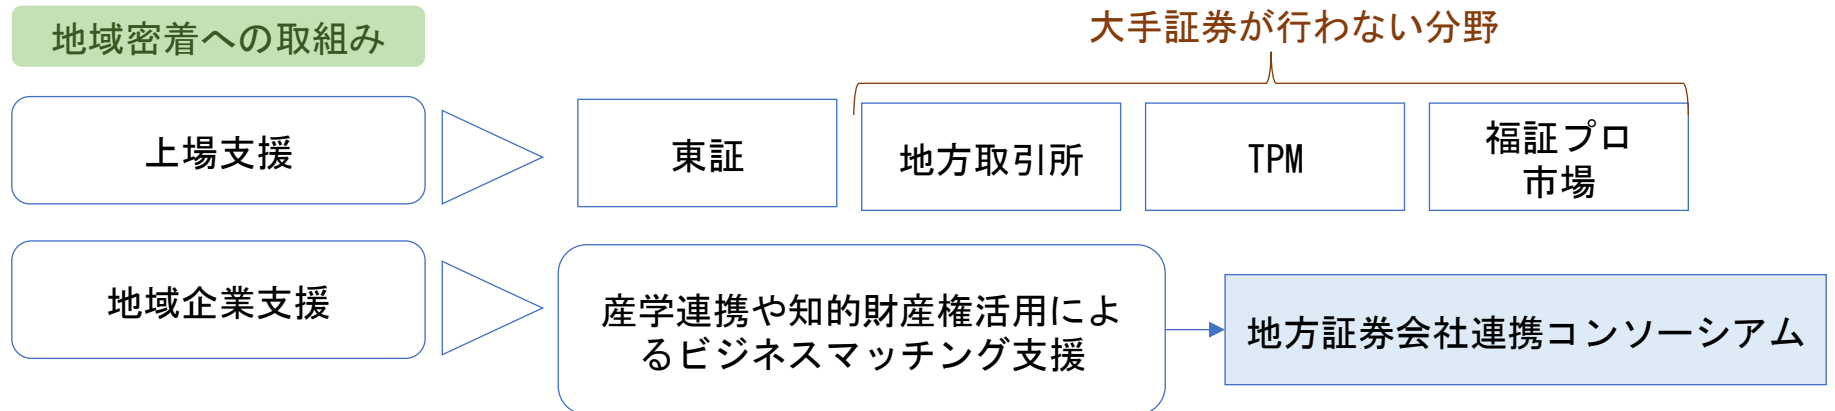 地域密着への取組み
大手証券が行わない分野
上場支援
東証
地方取引所
TPM
福証プロ
市場
地域企業支援
産学連携や知的財産権活用によ
るビジネスマッチング支援
地方証券会社連携コンソーシアム